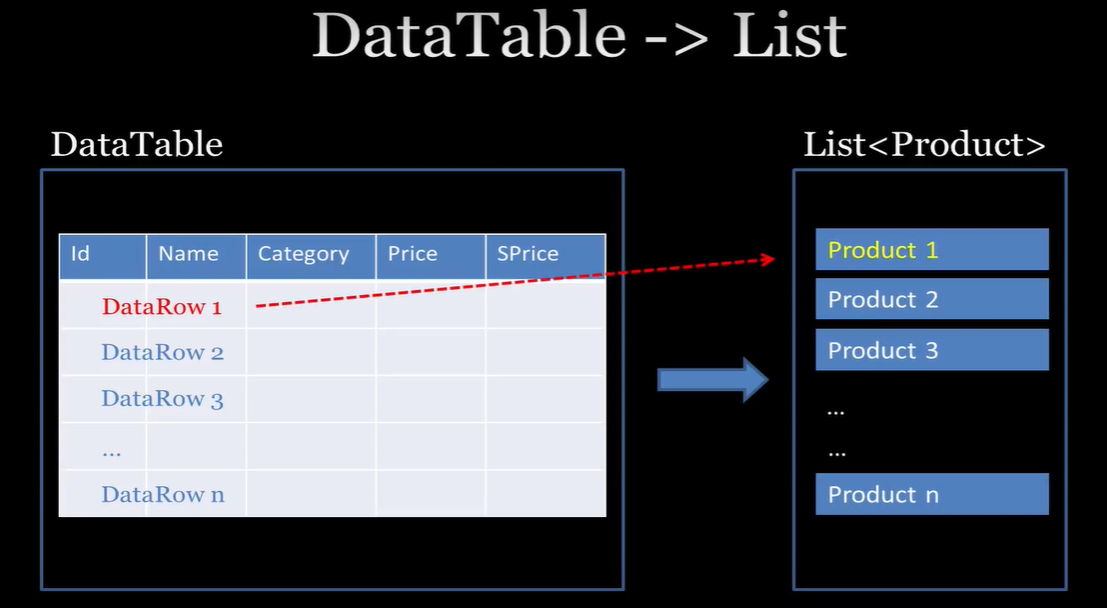 DataTable -> List
DataTable
Id Name Category Price SPrice
DataRow 1
DataRow 2
DataRow 3
...
DataRow n
List<Product>
Product 1
Product 2
Product 3
...
...
Product n